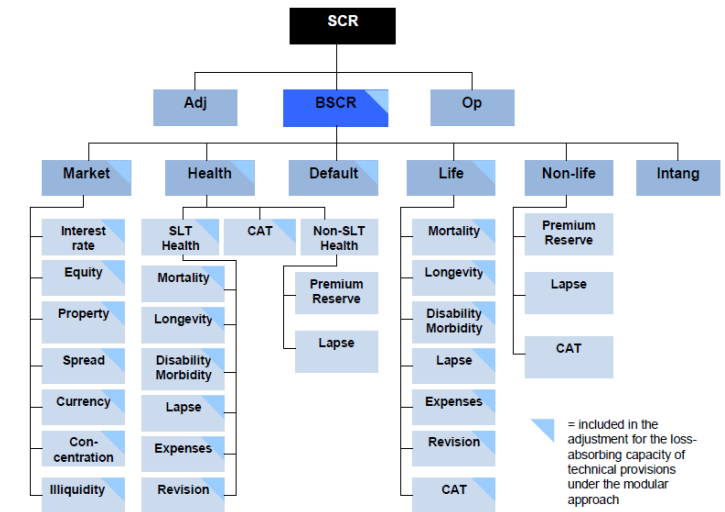 SCR
Adj
BSCR
Op
Market
Health
Default
Life
Non-life
Intang
Interest
rate
Equity
Property
Spread
Currency
Con-
centration
Illiquidity
SLT
Health
CAT
Non-SLT
Health
Mortality
Longevity
Disability
Morbidity
Lapse
Expenses
Revision
Premium
Reserve
Lapse
Mortality
Longevity
Disability
Morbidity
Lapse
Expenses
Revision
CAT
Premium
Reserve
Lapse
CAT
= included in the
adjustment for the loss-
absorbing capacity of
technical provisions
under the modular
approach